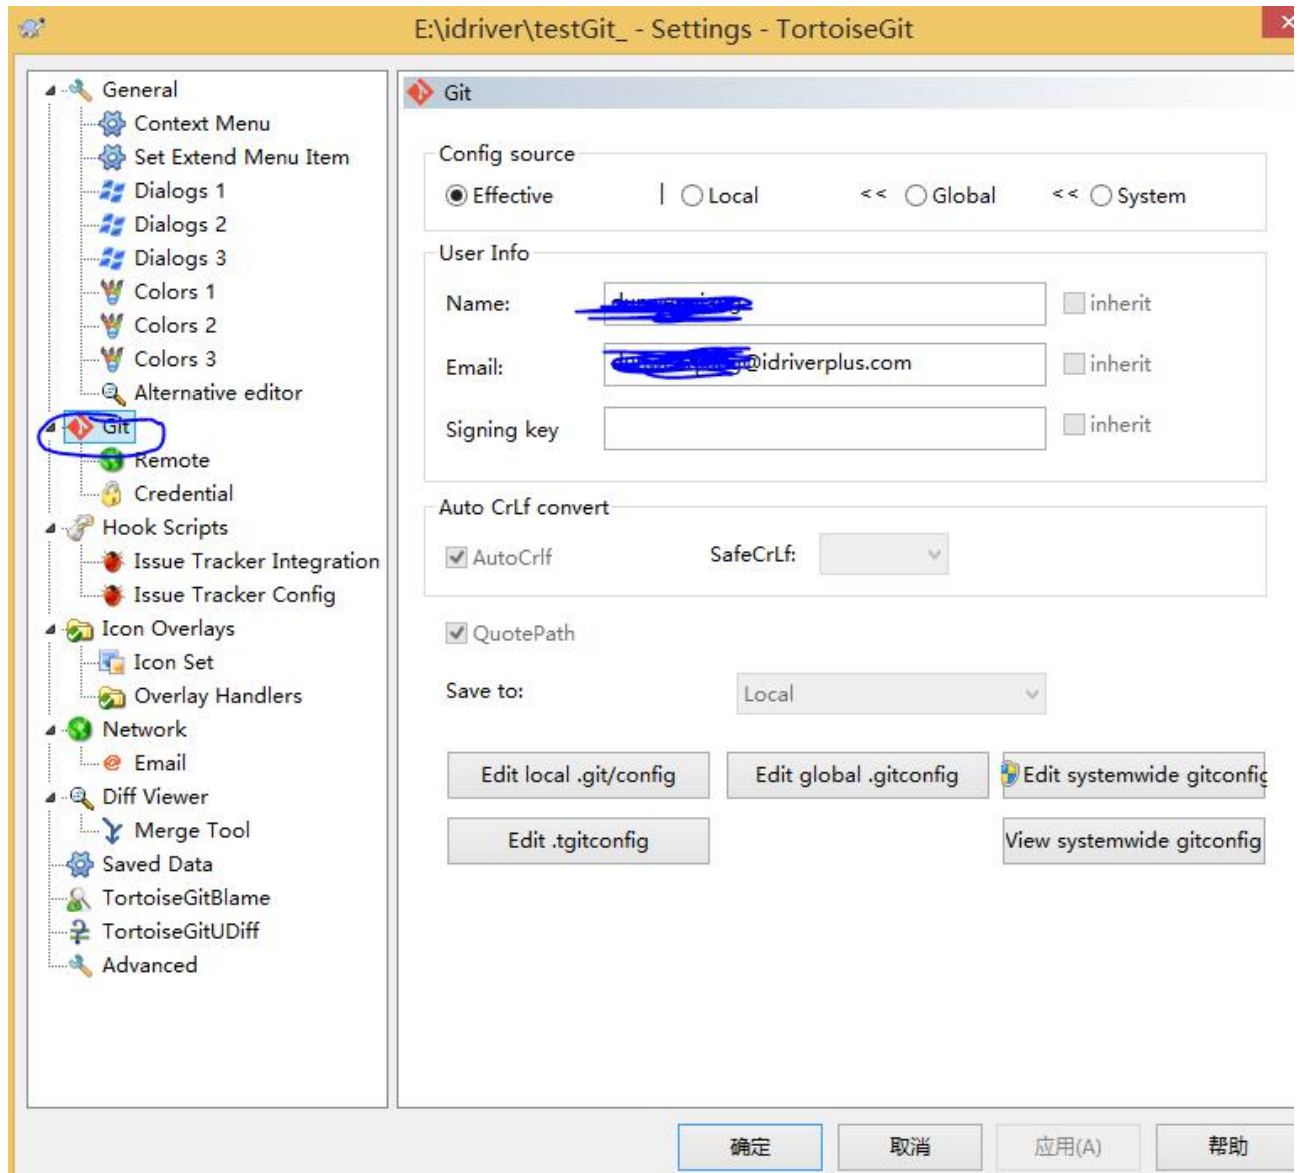 E:\idriver\testGit_ - Settings - TortoiseGit
General
Context Menu
Set Extend Menu Item
Dialogs 1
Dialogs 2
Dialogs 3
Colors 1
Colors 2
Colors 3
Alternative editor
Git
Remote
Credential
Hook Scripts
Issue Tracker Integration
Issue Tracker Config
Icon Overlays
Icon Set
Overlay Handlers
Network
Email
Diff Viewer
Merge Tool
Saved Data
TortoiseGitBlame
TortoiseGitUDiff
Advanced
Git
Config source
Effective | Local << Global << System
User Info
Name: inherit
Email: @idriverplus.com inherit
Signing key inherit
Auto CrLf convert
AutoCrlf SafeCrLf:
QuotePath
Save to: Local
Edit local .git/config Edit global .gitconfig Edit systemwide gitconfig
Edit .tgitconfig View systemwide gitconfig
确定 取消 应用(A) 帮助